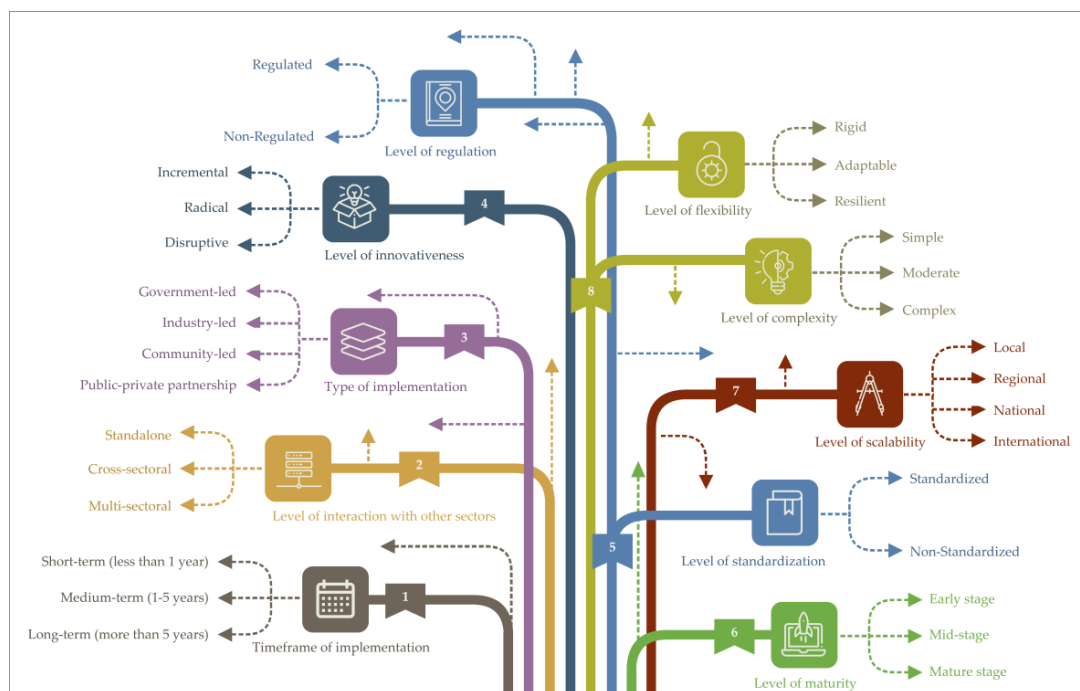 Regulated
Non-Regulated
Level of regulation
Incremental
Radical
Disruptive
4
Level of innovativeness
Government-led
Industry-led
Community-led
Public-private partnership
3
Type of implementation
Standalone
Cross-sectoral
Multi-sectoral
2
Level of interaction with other sectors
Short-term (less than 1 year)
Medium-term (1-5 years)
Long-term (more than 5 years)
1
Timeframe of implementation
Rigid
Adaptable
Resilient
Level of flexibility
8
Simple
Moderate
Complex
Level of complexity
7
Local
Regional
National
International
Level of scalability
5
Standardized
Non-Standardized
Level of standardization
6
Early stage
Mid-stage
Mature stage
Level of maturity